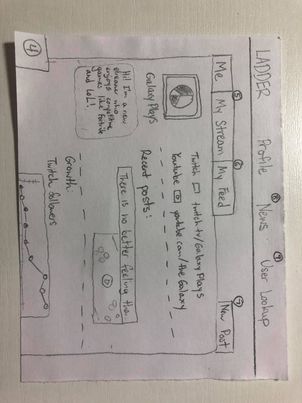 LADDER Profile News User Lookup
8 9
5 6 7
Me My Stream My Feed New Post
Twitch twitch.tv/Galaxy Plays
Youtube youtube.com/the Galaxy
Galaxy Plays
Recent posts:
There is no better feeling tha..
Hi! I'm a new
streamer who
enjoys competitive
games like Fortnite
and LoL!
Growth:
Twitch followers
4